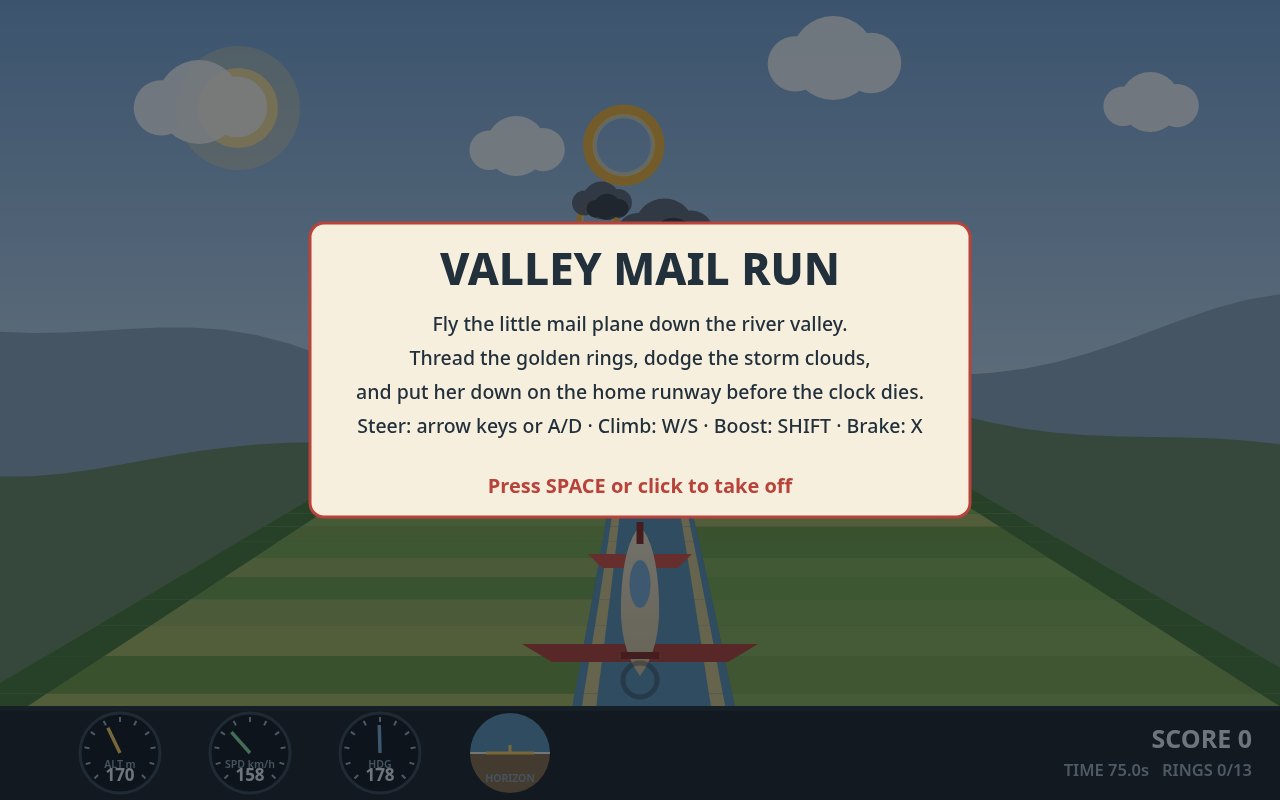 VALLEY MAIL RUN
Fly the little mail plane down the river valley.
Thread the golden rings, dodge the storm clouds,
and put her down on the home runway before the clock dies.
Steer: arrow keys or A/D · Climb: W/S · Boost: SHIFT · Brake: X
Press SPACE or click to take off
ALT m
170
SPD km/h
158
HDG
178
HORIZON
SCORE 0
TIME 75.0s RINGS 0/13